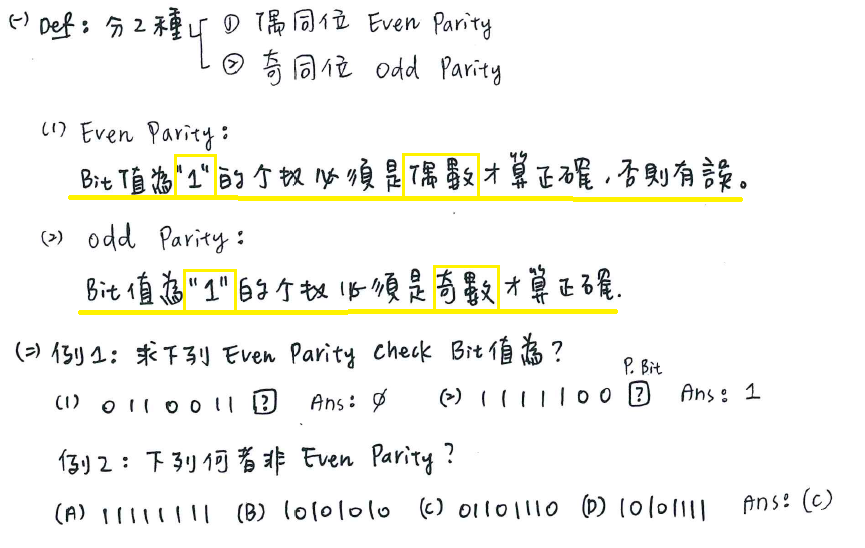 (一) Def：分2種 ① 偶同位 Even Parity
② 奇同位 odd Parity
(1) Even Parity：
Bit值為"1"的个数必須是偶數才算正確，否則有誤。
(2) odd Parity：
Bit值為"1"的个数必須是奇數才算正確.
(二) 例1：求下列 Even Parity Check Bit值為？
P. Bit
(1) 0110011 ? Ans：∅ (2) 1111100 ? Ans：1
例2：下列何者非 Even Parity？
(A) 11111111 (B) 10101010 (C) 01101110 (D) 10101111 Ans：(C)